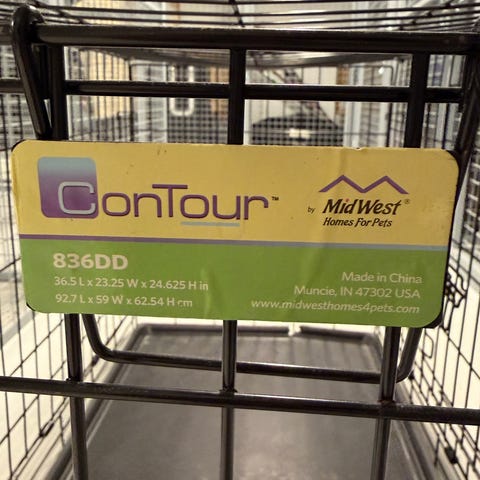 ConTour™
by MidWest®
Homes For Pets
836DD
36.5 L x 23.25 W x 24.625 H in
92.7 L x 59 W x 62.54 H cm
Made in China
Muncie, IN 47302 USA
www.midwesthomes4pets.com